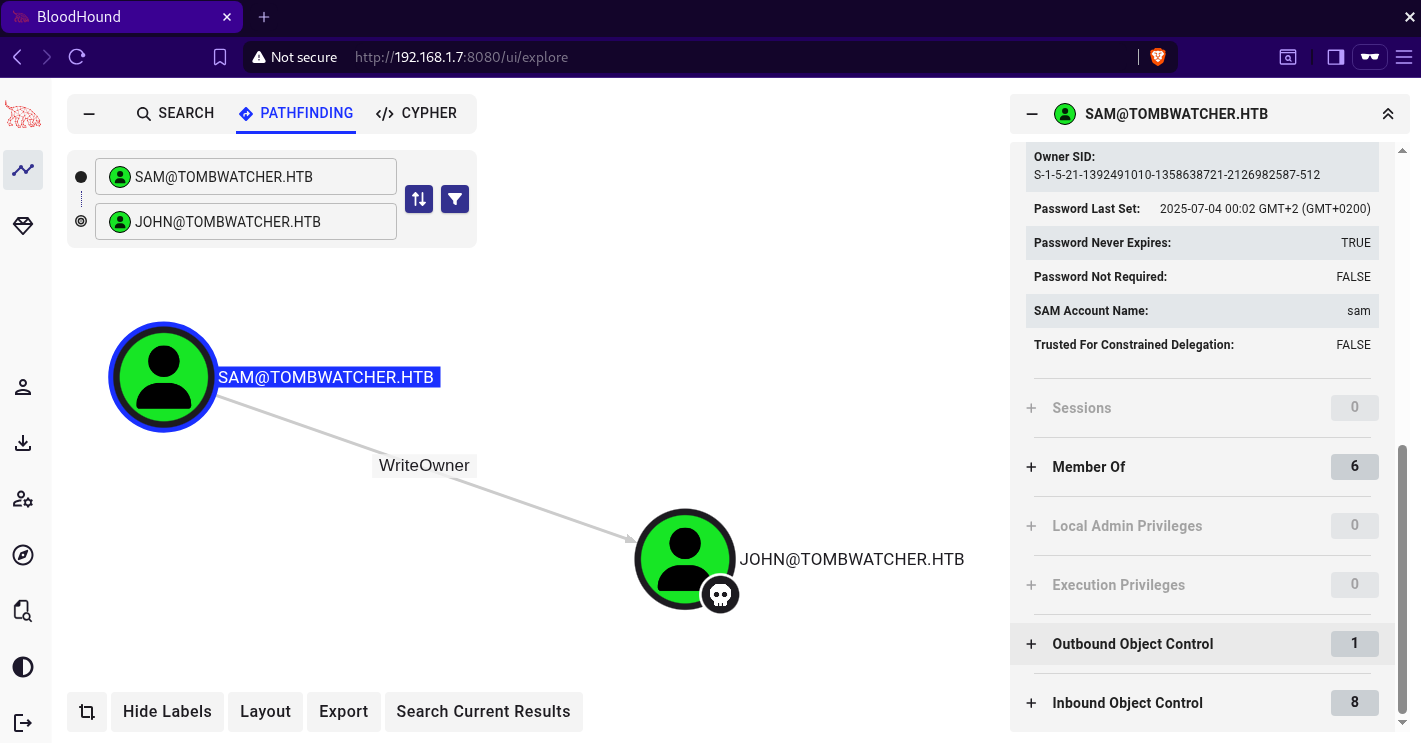 BloodHound
Not secure http://192.168.1.7:8080/ui/explore
SEARCH PATHFINDING CYPHER
SAM@TOMBWATCHER.HTB
JOHN@TOMBWATCHER.HTB
SAM@TOMBWATCHER.HTB
WriteOwner
JOHN@TOMBWATCHER.HTB
Hide Labels Layout Export Search Current Results
SAM@TOMBWATCHER.HTB
Owner SID:
S-1-5-21-1392491010-1358638721-2126982587-512
Password Last Set: 2025-07-04 00:02 GMT+2 (GMT+0200)
Password Never Expires: TRUE
Password Not Required: FALSE
SAM Account Name: sam
Trusted For Constrained Delegation: FALSE
Sessions 0
Member Of 6
Local Admin Privileges 0
Execution Privileges 0
Outbound Object Control 1
Inbound Object Control 8